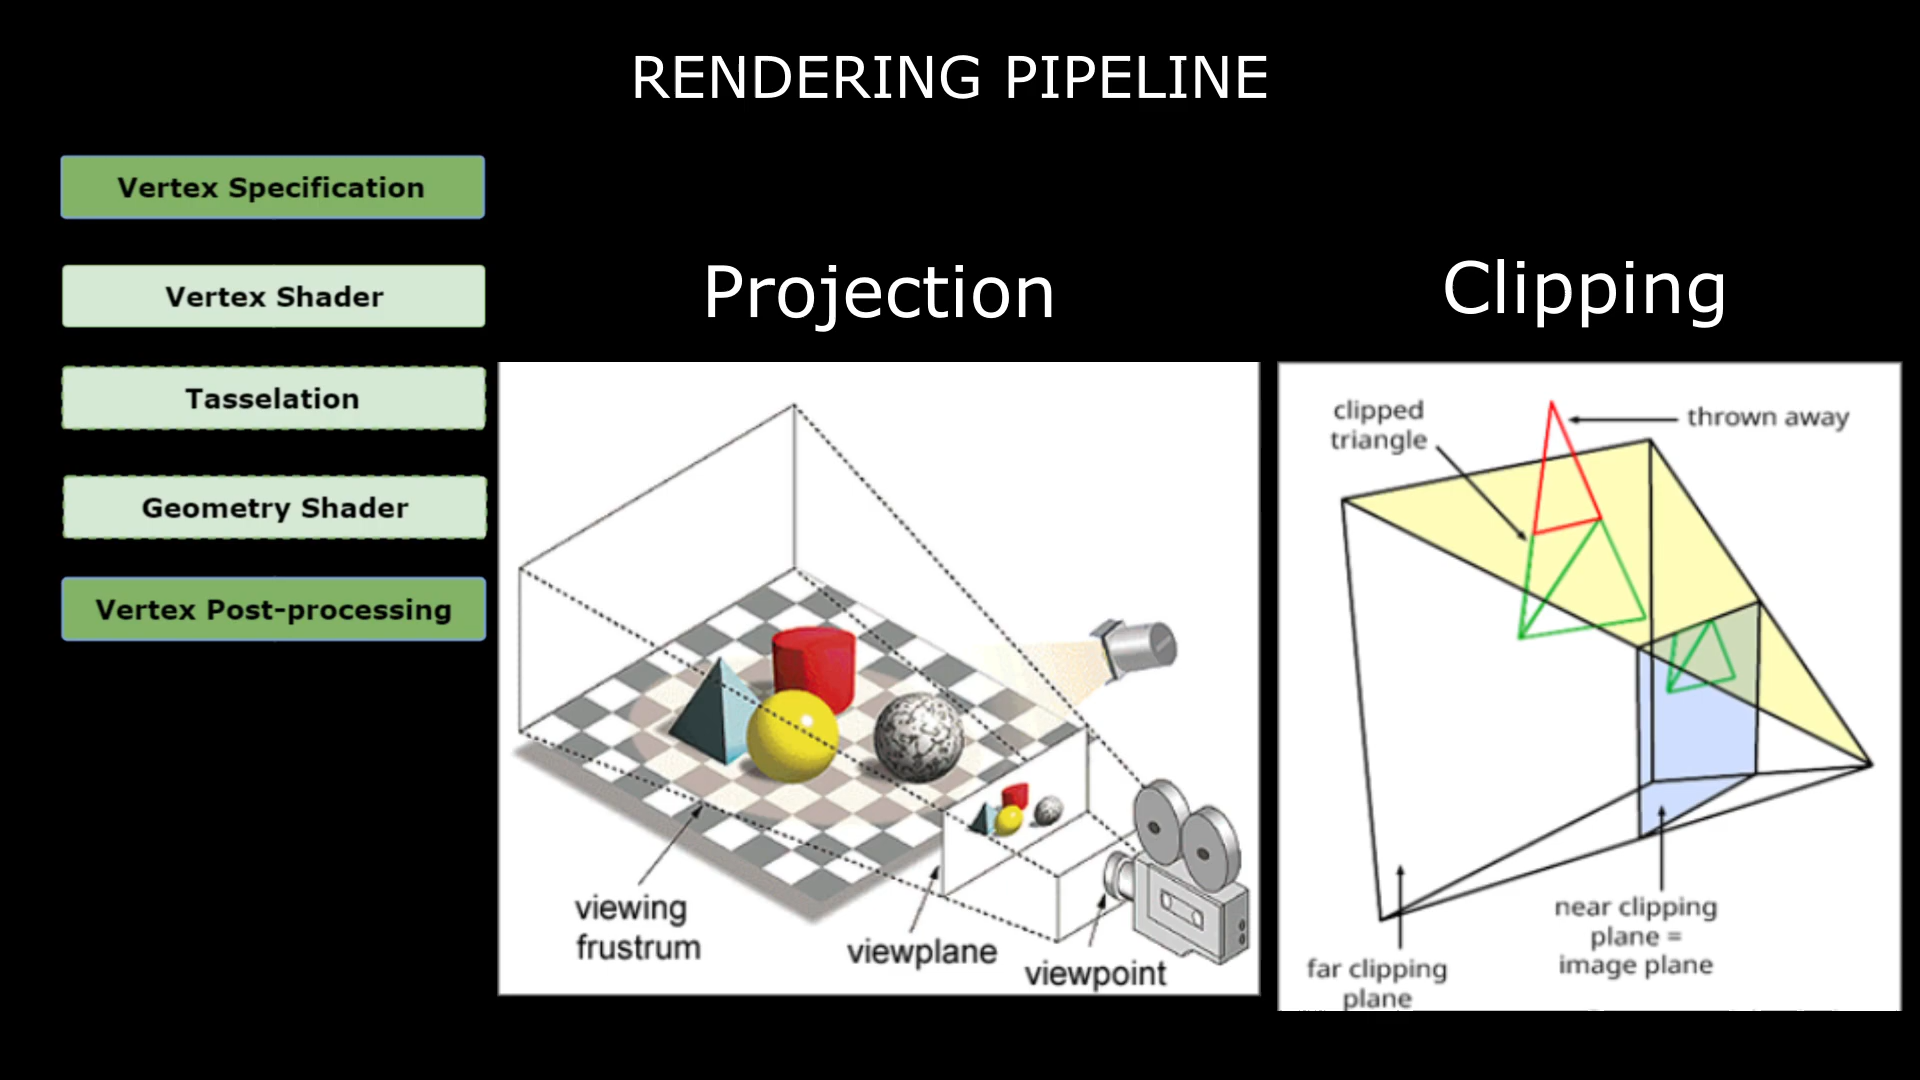 RENDERING PIPELINE
Vertex Specification
Vertex Shader
Tasselation
Geometry Shader
Vertex Post-processing
Projection
viewing
frustrum
viewplane
viewpoint
Clipping
clipped
triangle
thrown away
near clipping
plane =
image plane
far clipping
plane